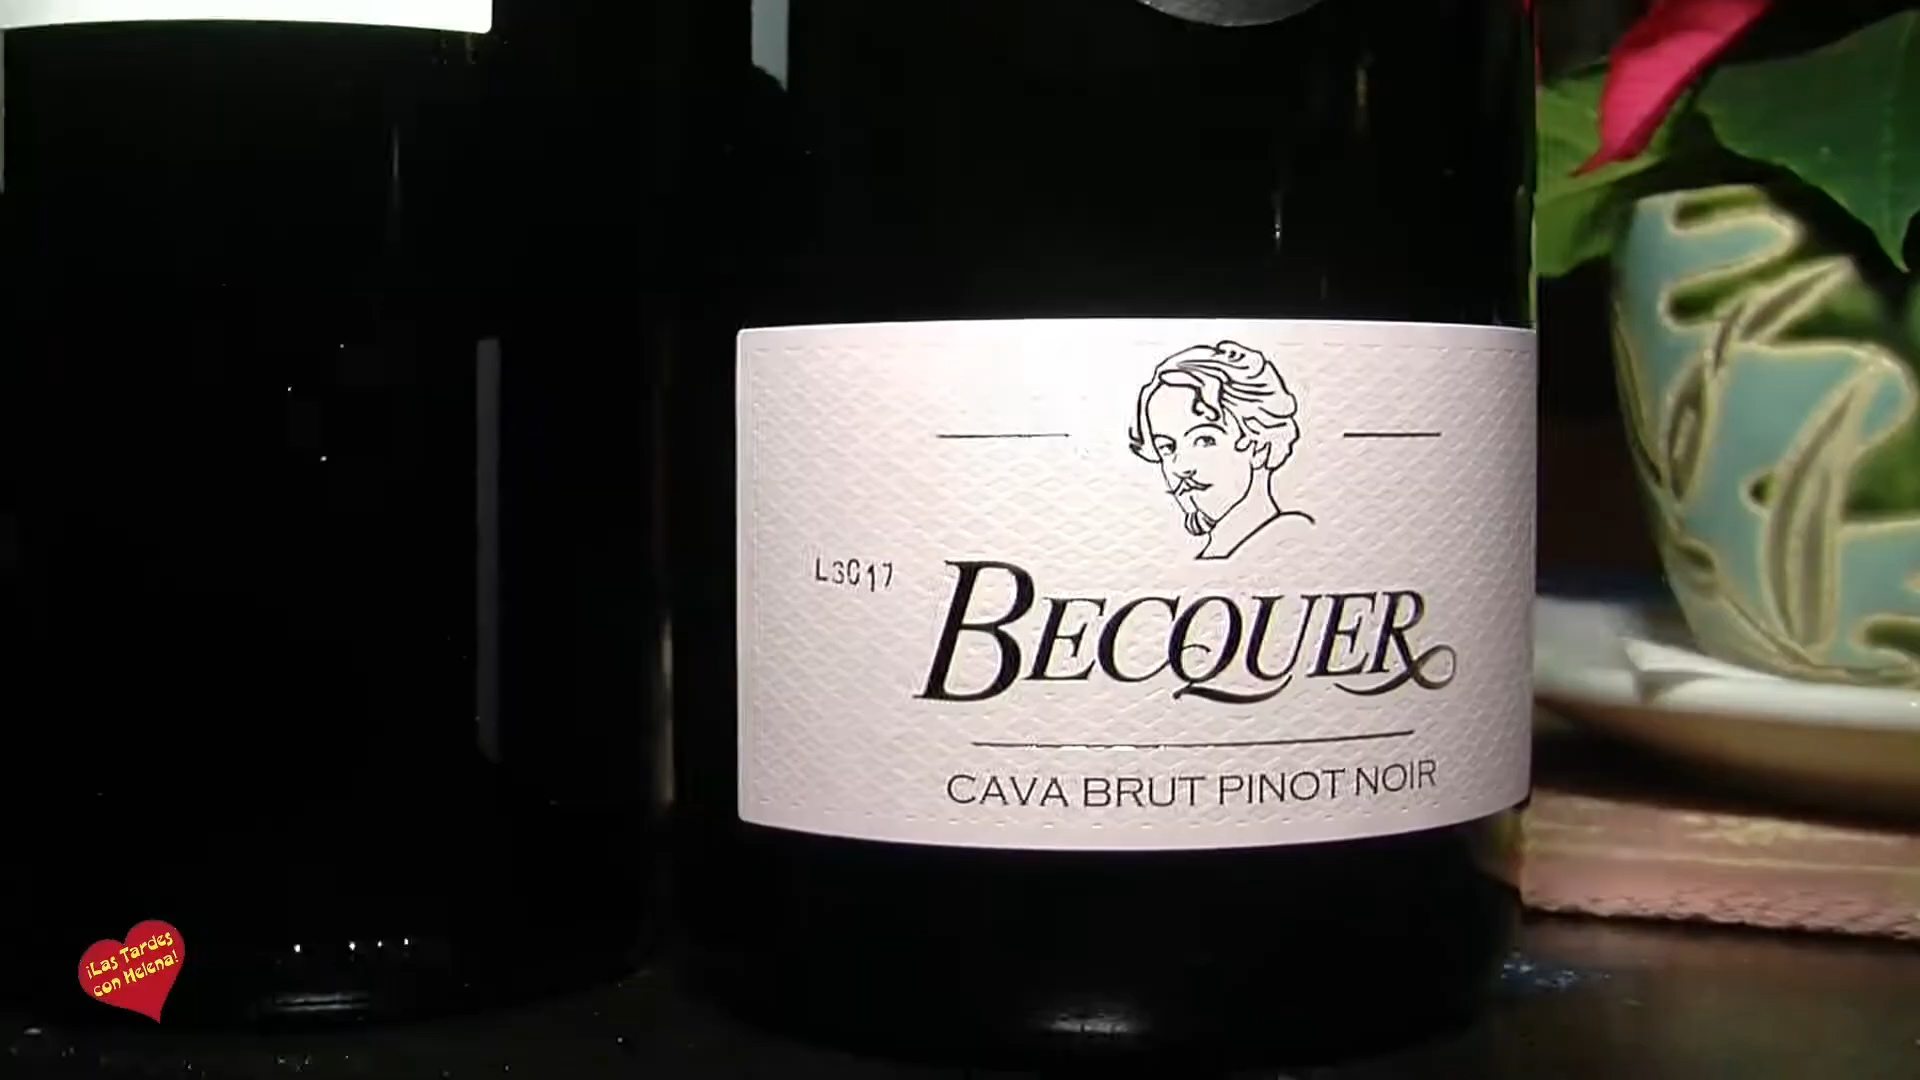 L3017
BECQUER
CAVA BRUT PINOT NOIR
¡Las Tardes
con Helena!